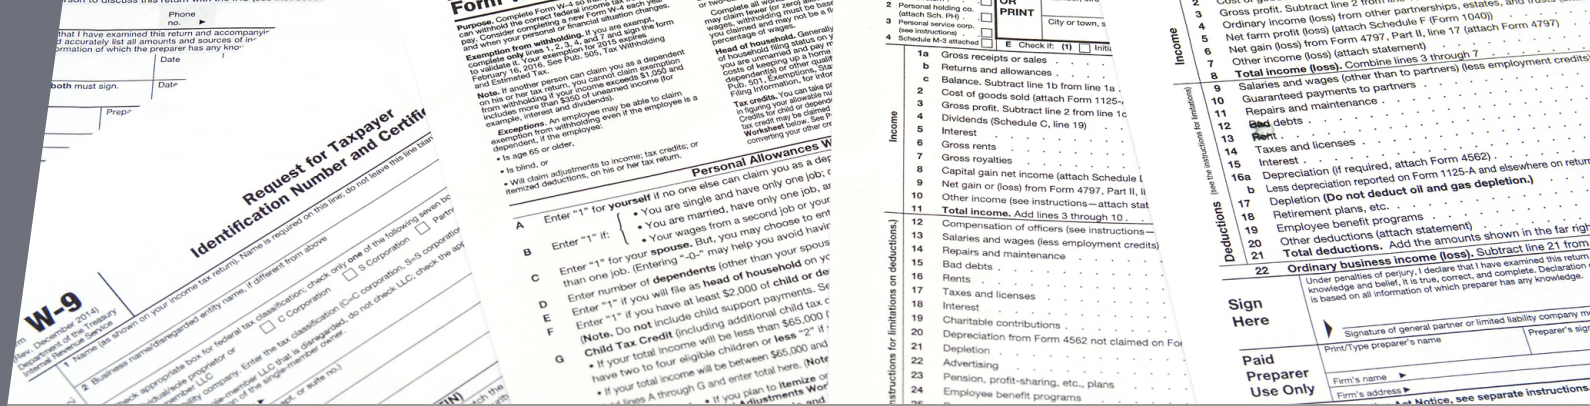 Phone
no.
that I have examined this return and
accurately list all amounts and sources of
Date
both must sign.
Date
Request for Taxpayer
Identification Number and
W-9
(Rev. December 2014)
Department of the Treasury
Internal Revenue Service
1 Name (as shown on your income tax return). Name is required on this line; do not leave this line
2 Business name/disregarded entity name, if different from above
appropriate box for federal tax classification; check only one of the following seven
C Corporation
S Corporation
Form
Purpose. Complete Form W-4 so
can withhold the correct federal income tax
pay. Consider completing a new Form W-4 each
and when your personal or financial situation changes.
Exemption from withholding. If you are exempt,
complete only lines 1, 2, 3, 4, and 7 and sign the form
to validate it. Your exemption for 2015 expires
February 16, 2016. See Pub. 505, Tax Withholding
and Estimated Tax.
Note. If another person can claim you as a dependent
on his or her tax return, you cannot claim exemption
from withholding if your income exceeds $1,050 and
includes more than $350 of unearned income (for
example, interest and dividends).
Exceptions. An employee may be able to claim
exemption from withholding even if the employee is a
dependent, if the employee:
• Is age 65 or older,
• Is blind, or
• Will claim adjustments to income; tax credits; or
itemized deductions, on his or her tax return.
Complete all
Head of household. Generally
Tax credits. You can take
Personal Allowances W
A Enter "1" for yourself if no one else can claim you as a
• You are single and have only one job;
B Enter "1" if: • You are married, have only one job,
• Your wages from a second job or your
C Enter "1" for your spouse. But, you may choose to
than one job. (Entering "-0-" may help you avoid
D Enter number of dependents (other than your
E Enter "1" if you will file as head of household on
F Enter "1" if you have at least $2,000 of child or
(Note. Do not include child support payments.
G Child Tax Credit (including additional child tax
• If your total income will be less than $65,000
have two to four eligible children or less "2" if
• If your total income will be between $65,000 and
lines A through G and enter total here. (Note
• If you plan to itemize or
2 Personal holding co.
(attach Sch. PH)
3 Personal service corp.
(see instructions)
4 Schedule M-3 attached
OR
PRINT
City or town,
E Check if: (1)
Income
1a Gross receipts or sales
b Returns and allowances
c Balance. Subtract line 1b from line 1a
2 Cost of goods sold (attach Form 1125-
3 Gross profit. Subtract line 2 from line 1c
4 Dividends (Schedule C, line 19)
5 Interest
6 Gross rents
7 Gross royalties
8 Capital gain net income (attach Schedule
9 Net gain or (loss) from Form 4797, Part II,
10 Other income (see instructions—attach
11 Total income. Add lines 3 through 10
instructions for limitations on deductions.)
12 Compensation of officers (see instructions—
13 Salaries and wages (less employment credits)
14 Repairs and maintenance
15 Bad debts
16 Rents
17 Taxes and licenses
18 Interest
19 Charitable contributions
20 Depreciation from Form 4562 not claimed on
21 Depletion
22 Advertising
23 Pension, profit-sharing, etc., plans
24 Employee benefit programs
Income
3 Gross profit. Subtract line 2 from
4 Ordinary income (loss) from other partnerships, estates, and
5 Net farm profit (loss) (attach Schedule F (Form 1040))
6 Net gain (loss) from Form 4797, Part II, line 17 (attach Form 4797)
7 Other income (loss) (attach statement)
8 Total income (loss). Combine lines 3 through 7
Deductions (see the instructions for limitations)
9 Salaries and wages (other than to partners) (less employment credits)
10 Guaranteed payments to partners
11 Repairs and maintenance
12 Bad debts
13 Rent
14 Taxes and licenses
15 Interest
16a Depreciation (if required, attach Form 4562)
b Less depreciation reported on Form 1125-A and elsewhere on return
17 Depletion (Do not deduct oil and gas depletion.)
18 Retirement plans, etc.
19 Employee benefit programs
20 Other deductions (attach statement)
21 Total deductions. Add the amounts shown in the far
22 Ordinary business income (loss). Subtract line 21 from
Under penalties of perjury, I declare that I have examined this return
knowledge and belief, it is true, correct, and complete. Declaration
is based on all information of which preparer has any knowledge.
Sign
Here
Signature of general partner or limited liability company
Paid
Preparer
Use Only
Print/Type preparer's name
Preparer's
Firm's name
Firm's address
Notice, see separate instructions.